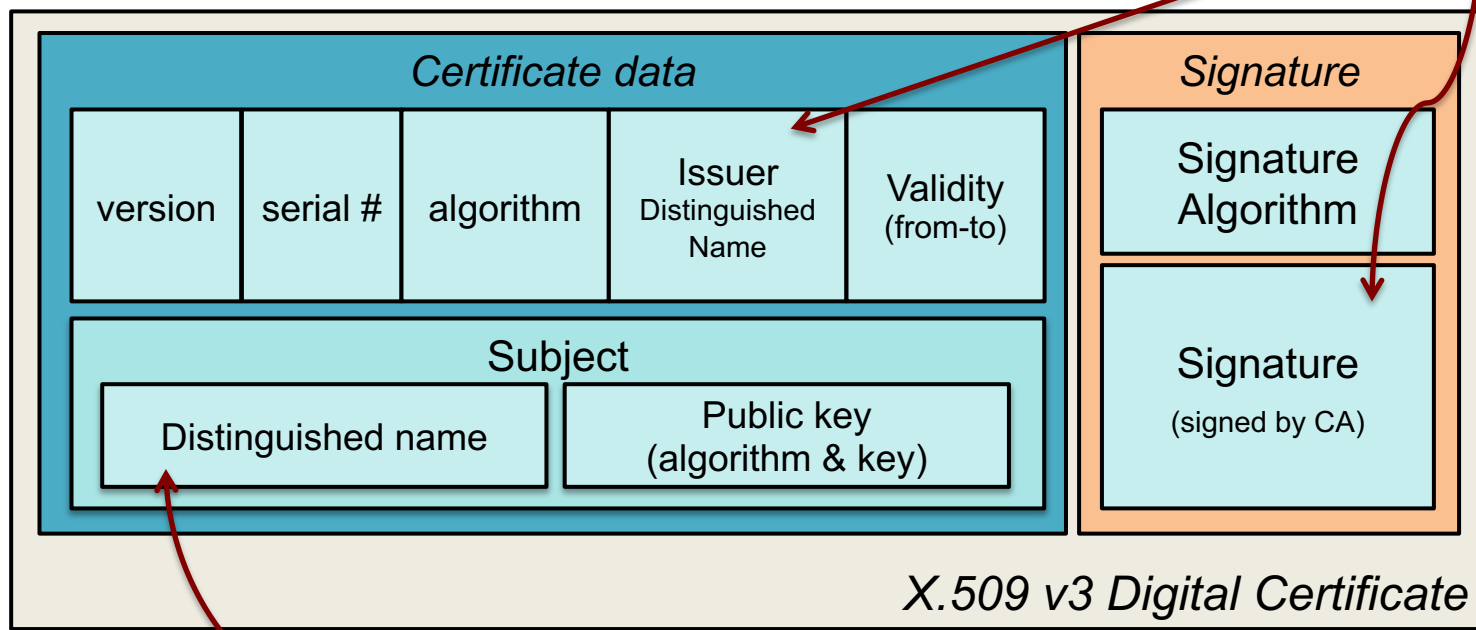 Certificate data
version
serial #
algorithm
Issuer
Distinguished
Name
Validity
(from-to)
Subject
Distinguished name
Public key
(algorithm & key)
Signature
Signature
Algorithm
Signature
(signed by CA)
X.509 v3 Digital Certificate